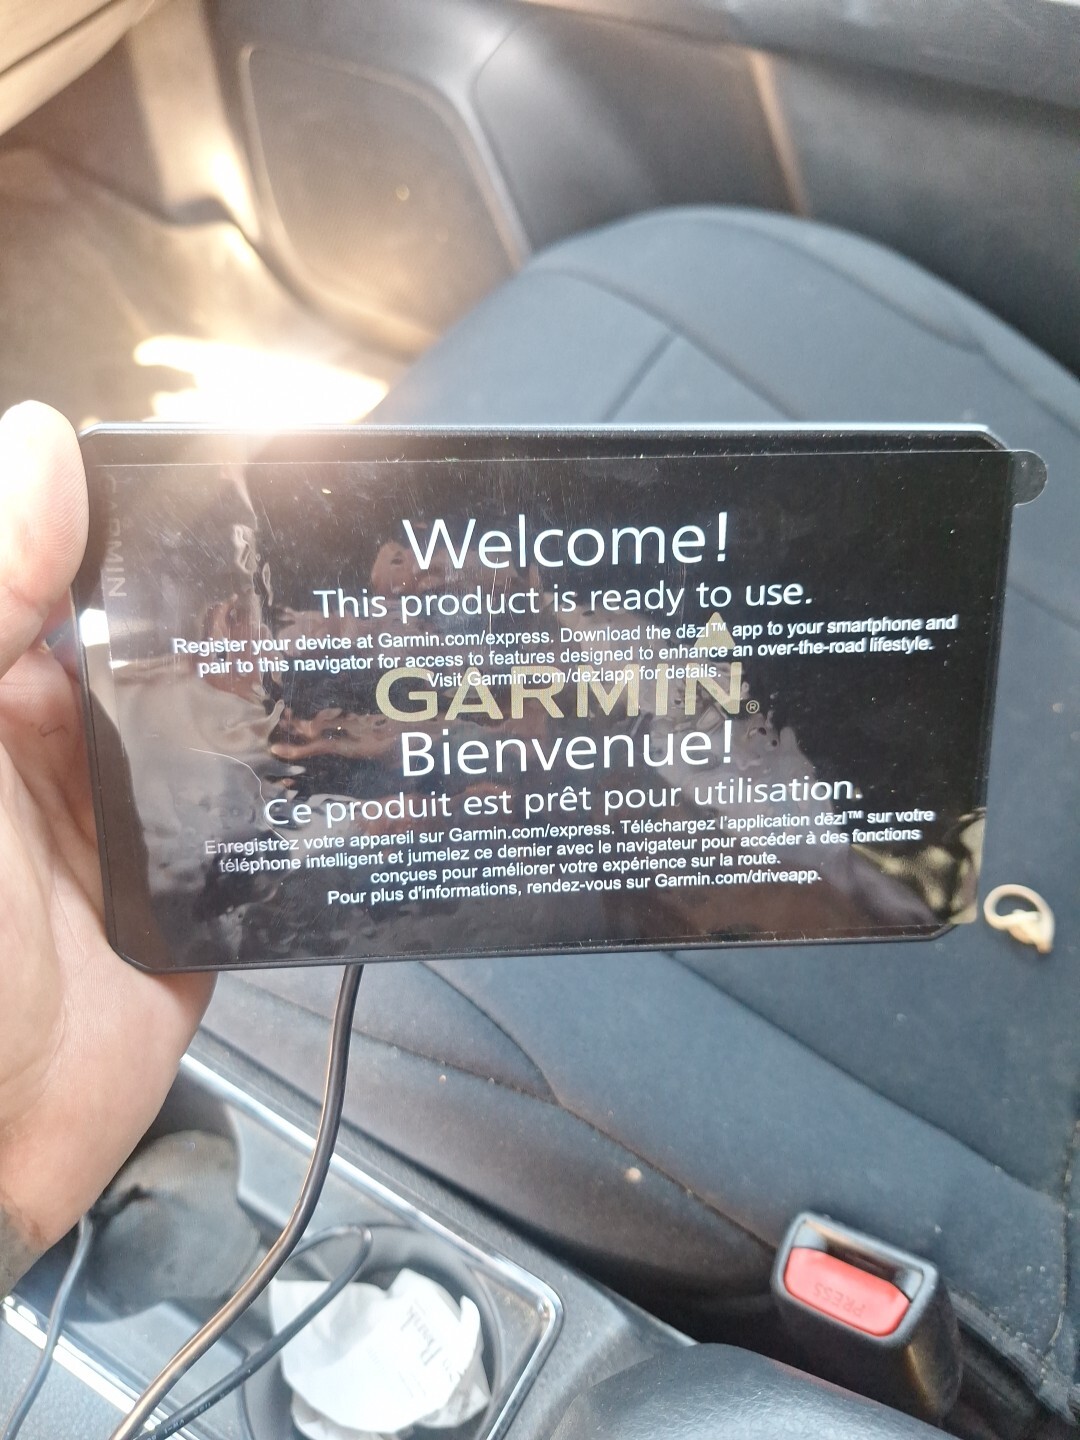 Welcome!
This product is ready to use.
Register your device at Garmin.com/express. Download the dēzl™ app to your smartphone and
pair to this navigator for access to features designed to enhance an over-the-road lifestyle.
Visit Garmin.com/dezlapp for details.
GARMIN®
Bienvenue!
Ce produit est prêt pour utilisation.
Enregistrez votre appareil sur Garmin.com/express. Téléchargez l'application dēzl™ sur votre
téléphone intelligent et jumelez ce dernier avec le navigateur pour accéder à des fonctions
conçues pour améliorer votre expérience sur la route.
Pour plus d'informations, rendez-vous sur Garmin.com/driveapp.
GARMIN
PRESS